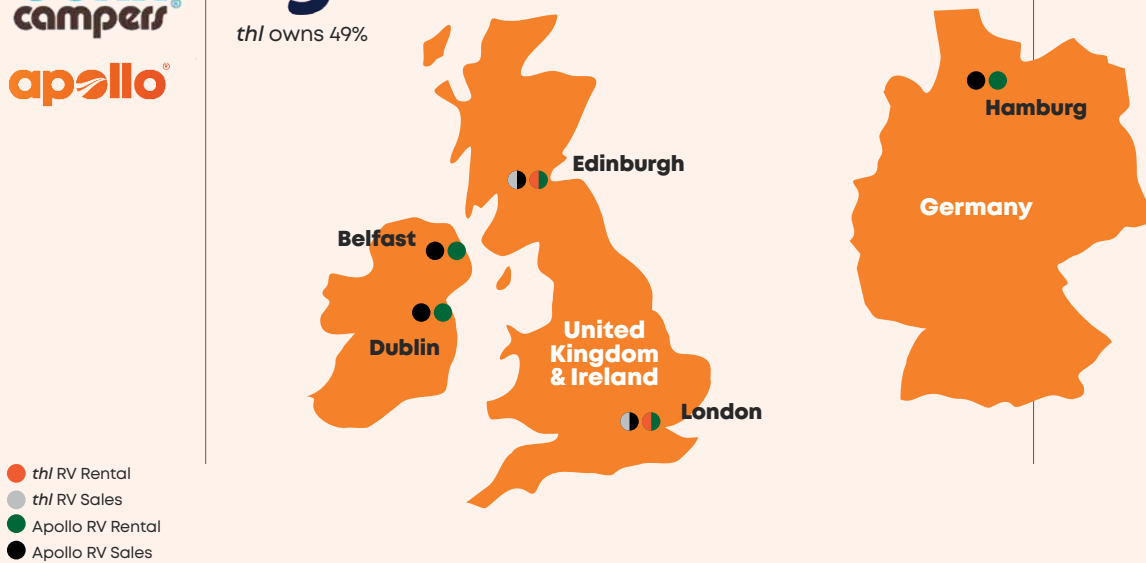 campers®
apollo®
thl owns 49%
Edinburgh
Belfast
Dublin
United
Kingdom
& Ireland
London
Hamburg
Germany
thl RV Rental
thl RV Sales
Apollo RV Rental
Apollo RV Sales